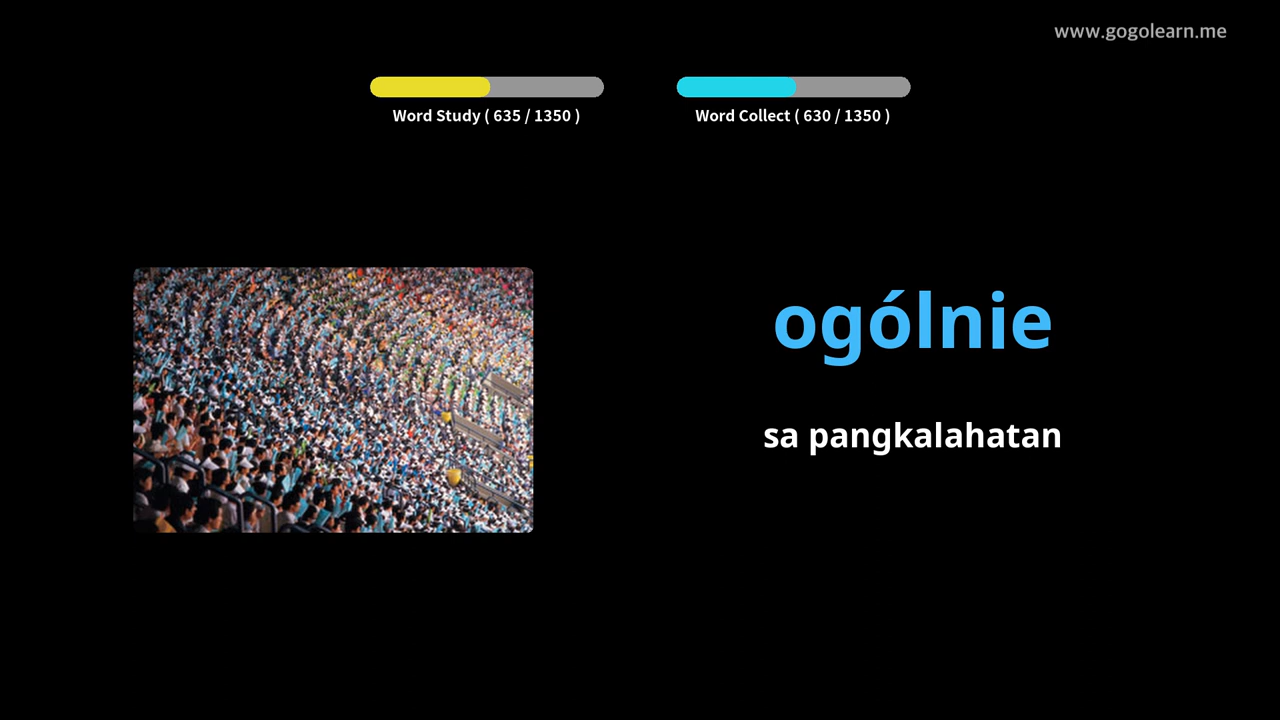 www.gogolearn.me
Word Study ( 635 / 1350 )
Word Collect ( 630 / 1350 )
ogólnie
sa pangkalahatan